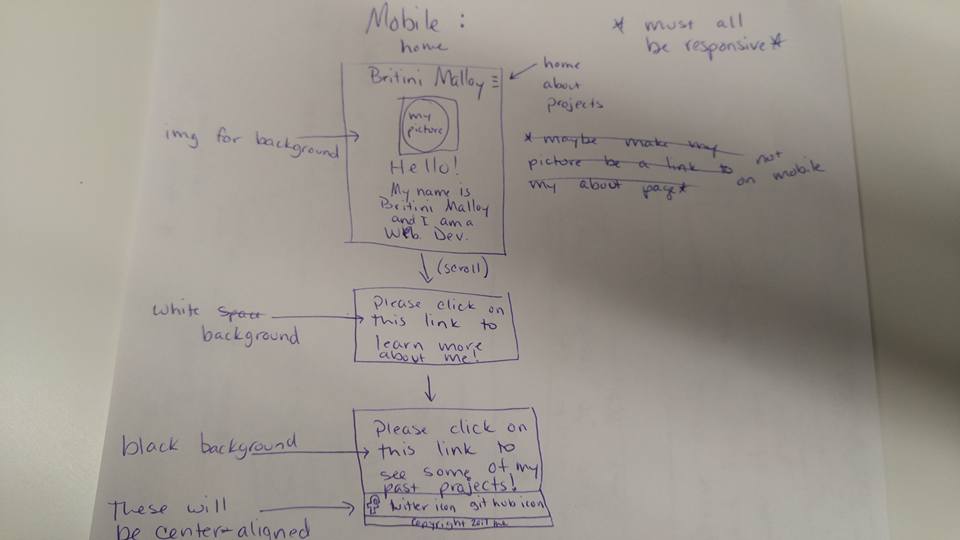 Mobile :
home
* must all
be responsive*
Britini Malloy
home
about
projects
my
picture
img for background
Hello!
My name is
Britini Malloy
and I am a
Web. Dev.
* maybe make my
picture be a link to
my about page*
not
on mobile
(scroll)
white space
background
Please click on
this link to
learn more
about me!
black background
Please click on
this link to
see some of my
past projects!
These will
be center-aligned
f twitter icon github icon
Copyright 2017 me